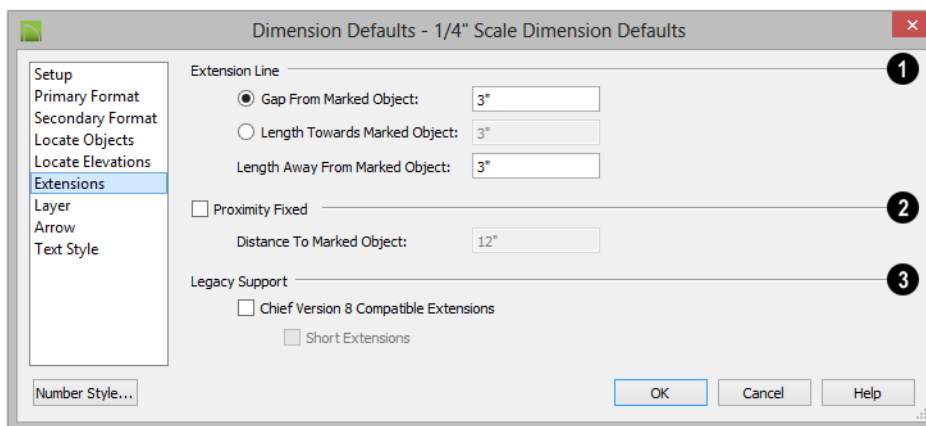 Dimension Defaults - 1/4" Scale Dimension Defaults
Setup
Primary Format
Secondary Format
Locate Objects
Locate Elevations
Extensions
Layer
Arrow
Text Style
Extension Line 1
Gap From Marked Object: 3"
Length Towards Marked Object: 3"
Length Away From Marked Object: 3"
Proximity Fixed 2
Distance To Marked Object: 12"
Legacy Support 3
Chief Version 8 Compatible Extensions
Short Extensions
Number Style... OK Cancel Help